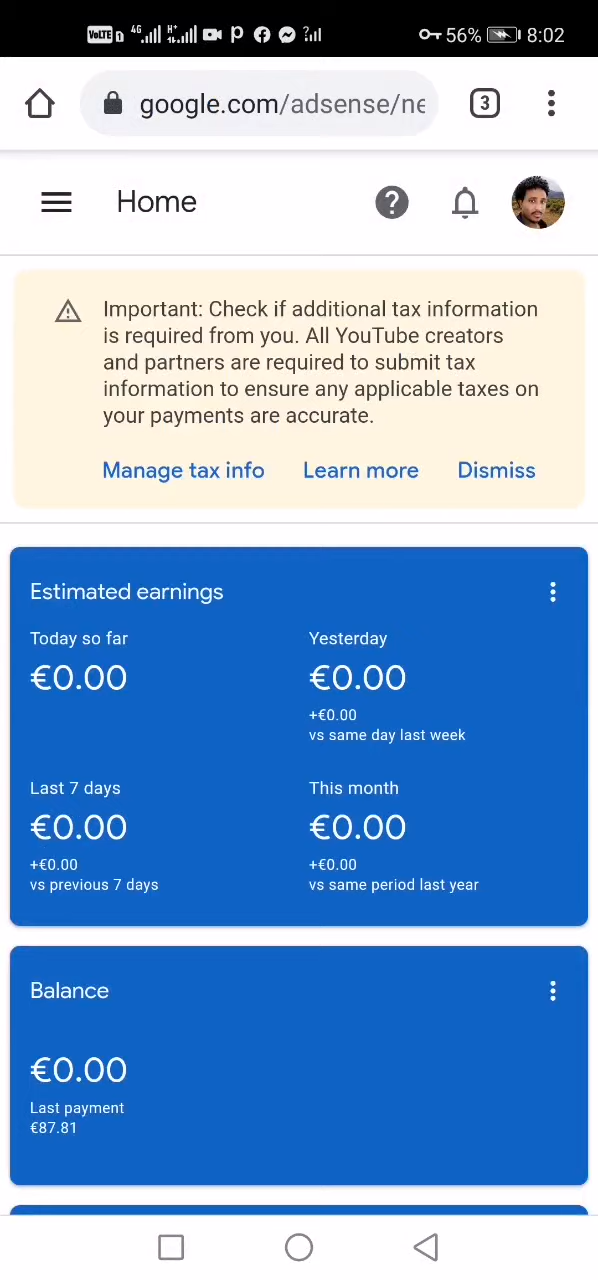 VoLTE 4G H+ ? 56% 8:02
google.com/adsense/ne
3
Home
Important: Check if additional tax information
is required from you. All YouTube creators
and partners are required to submit tax
information to ensure any applicable taxes on
your payments are accurate.
Manage tax info Learn more Dismiss
Estimated earnings
Today so far Yesterday
€0.00 €0.00
+€0.00
vs same day last week
Last 7 days This month
€0.00 €0.00
+€0.00 +€0.00
vs previous 7 days vs same period last year
Balance
€0.00
Last payment
€87.81